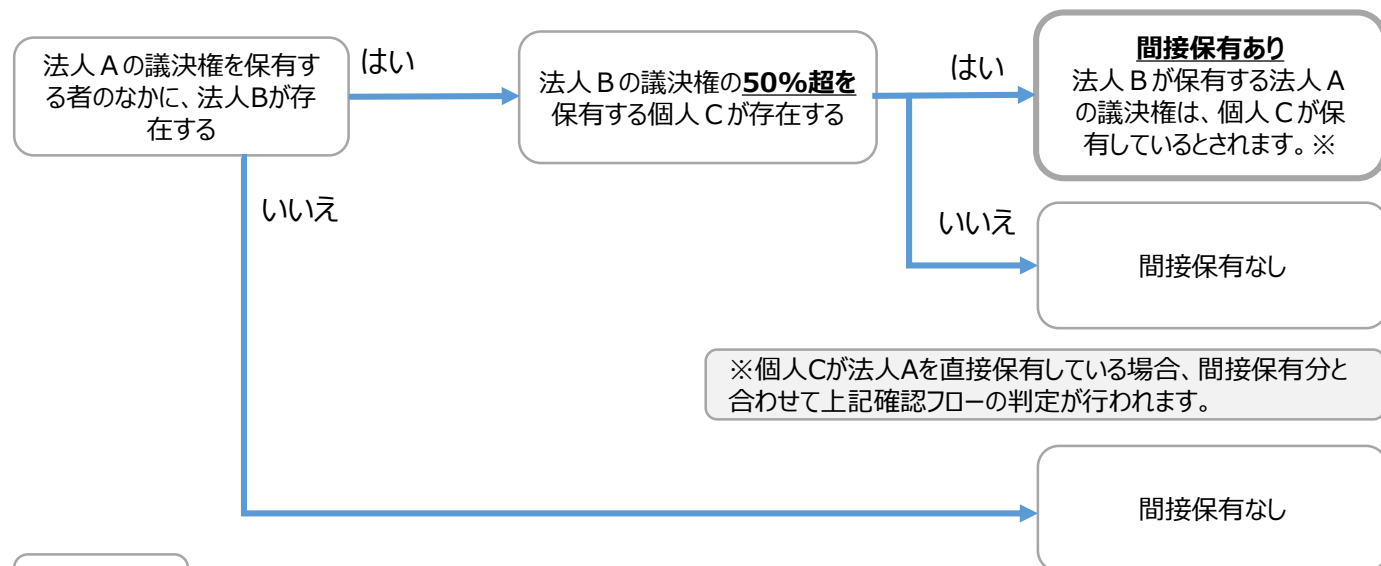 法人Aの議決権を保有す
る者のなかに、法人Bが存
在する
はい
法人Bの議決権の50%超を
保有する個人Cが存在する
はい
間接保有あり
法人Bが保有する法人A
の議決権は、個人Cが保
有しているとされます。※
いいえ
いいえ
間接保有なし
※個人Cが法人Aを直接保有している場合、間接保有分と
合わせて上記確認フローの判定が行われます。
間接保有なし